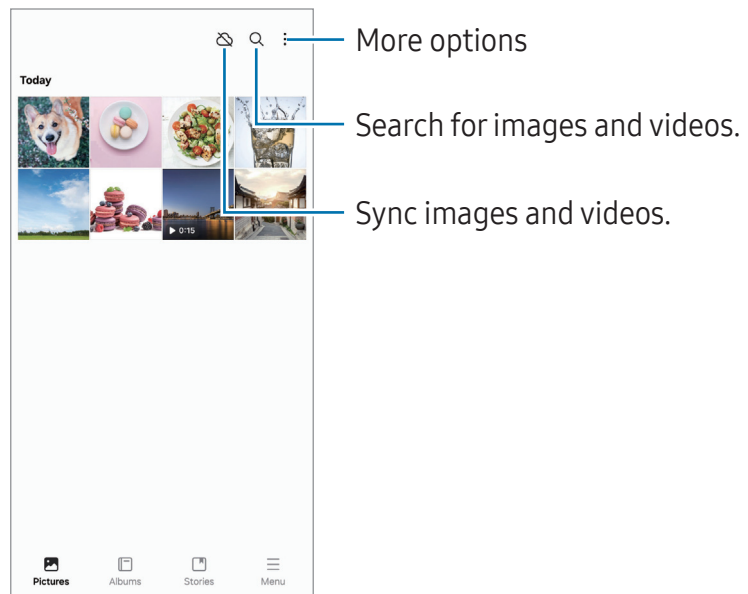 More options
Today
Search for images and videos.
Sync images and videos.
0:15
Pictures Albums Stories Menu